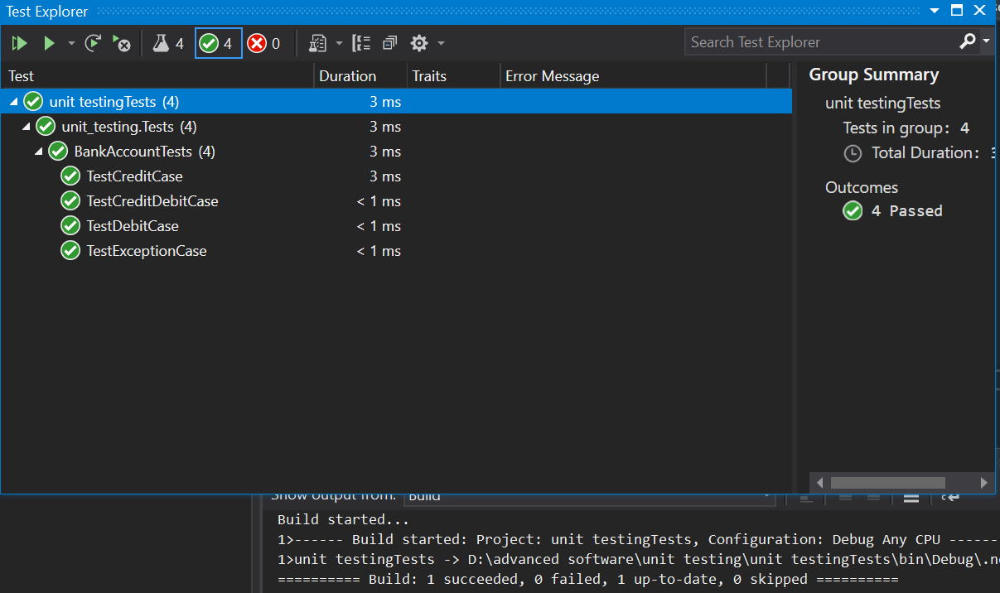 Test Explorer
4 4 0 Search Test Explorer
Test Duration Traits Error Message
unit testingTests (4) 3 ms
unit_testing.Tests (4) 3 ms
BankAccountTests (4) 3 ms
TestCreditCase 3 ms
TestCreditDebitCase < 1 ms
TestDebitCase < 1 ms
TestExceptionCase < 1 ms
Group Summary
unit testingTests
Tests in group: 4
Total Duration:
Outcomes
4 Passed
Show output from: Build
Build started...
1>------ Build started: Project: unit testingTests, Configuration: Debug Any CPU ------
1>unit testingTests -> D:\advanced software\unit testing\unit testingTests\bin\Debug\.n
========== Build: 1 succeeded, 0 failed, 1 up-to-date, 0 skipped ==========